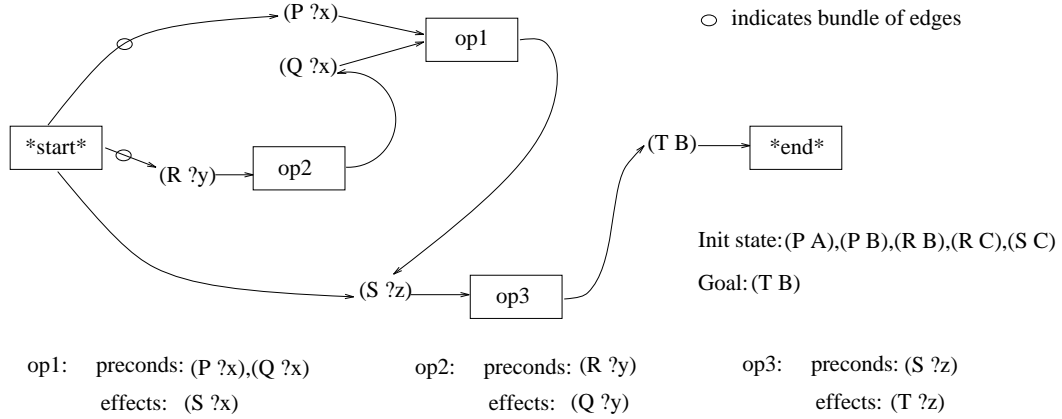 (P ?x)
op1
indicates bundle of edges
(Q ?x)
*start*
(T B)
*end*
(R ?y)
op2
Init state: (P A),(P B),(R B),(R C),(S C)
Goal: (T B)
(S ?z)
op3
op1: preconds: (P ?x),(Q ?x)
effects: (S ?x)
op2: preconds: (R ?y)
effects: (Q ?y)
op3: preconds: (S ?z)
effects: (T ?z)